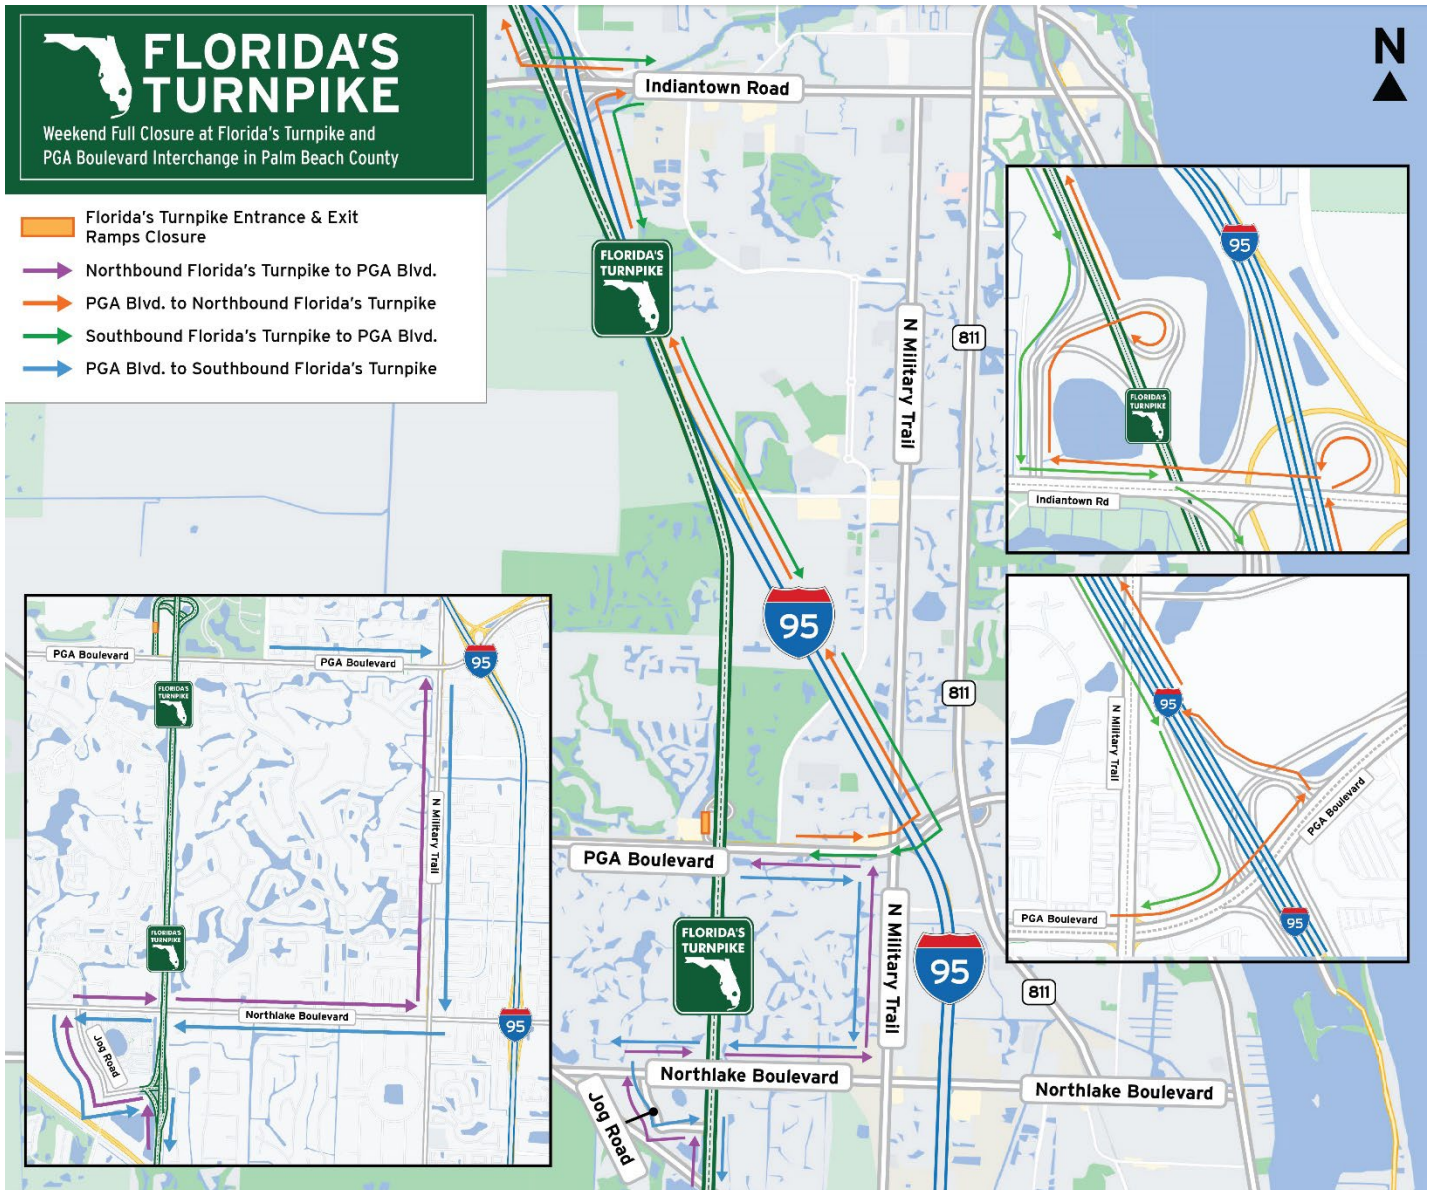 FLORIDA'S
TURNPIKE
Weekend Full Closure at Florida's Turnpike and
PGA Boulevard Interchange in Palm Beach County
Florida's Turnpike Entrance & Exit
Ramps Closure
Northbound Florida's Turnpike to PGA Blvd.
PGA Blvd. to Northbound Florida's Turnpike
Southbound Florida's Turnpike to PGA Blvd.
PGA Blvd. to Southbound Florida's Turnpike
N
Indiantown Road
FLORIDA'S
TURNPIKE
N Military Trail
811
95
811
PGA Boulevard
FLORIDA'S
TURNPIKE
N Military Trail
95
811
Northlake Boulevard
Northlake Boulevard
Jog Road
95
FLORIDA'S
TURNPIKE
Indiantown Rd
95
N Military Trail
PGA Boulevard
PGA Boulevard
95
PGA Boulevard
PGA Boulevard
95
FLORIDA'S
TURNPIKE
N Military Trail
FLORIDA'S
TURNPIKE
Northlake Boulevard
95
Jog Road